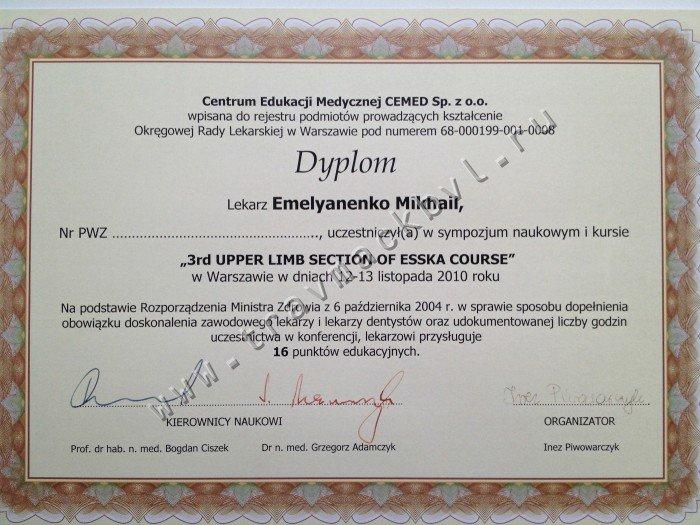 Centrum Edukacji Medycznej CEMED Sp. z o.o.
wpisana do rejestru podmiotów prowadzących kształcenie
Okręgowej Rady Lekarskiej w Warszawie pod numerem 68-000199-001-0008
Dyplom
Lekarz Emelyanenko Mikhail,
Nr PWZ ..................................................., uczestniczył(a) w sympozjum naukowym i kursie
„3rd UPPER LIMB SECTION OF ESSKA COURSE”
w Warszawie w dniach 12-13 listopada 2010 roku
Na podstawie Rozporządzenia Ministra Zdrowia z 6 października 2004 r. w sprawie sposobu dopełnienia
obowiązku doskonalenia zawodowego lekarzy i lekarzy dentystów oraz udokumentowanej liczby godzin
uczestnictwa w konferencji, lekarzowi przysługuje
16 punktów edukacyjnych.
KIEROWNICY NAUKOWI ORGANIZATOR
Prof. dr hab. n. med. Bogdan Ciszek Dr n. med. Grzegorz Adamczyk Inez Piwowarczyk
www.travmackbvl.ru